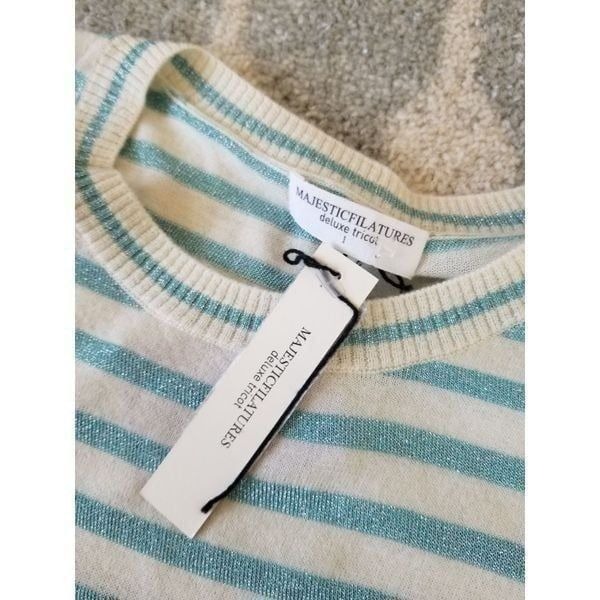 MAJESTICFILATURES
deluxe tricot
1
MAJESTICFILATURES
deluxe tricot